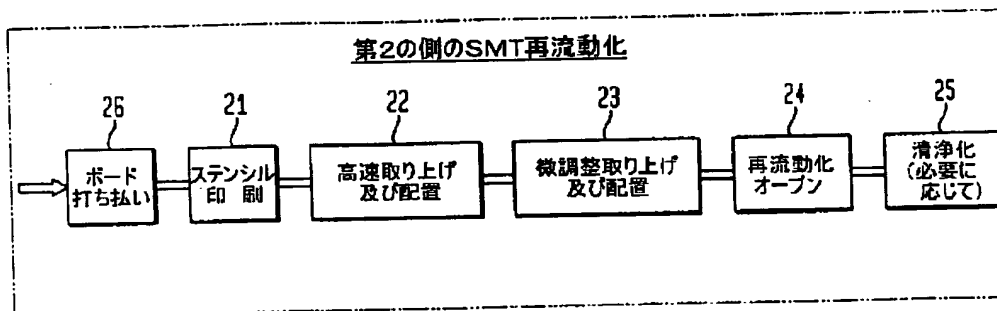 第2の側のSMT再流動化
26
21
22
23
24
25
ボード
打ち払い
ステンシル
印刷
高速取り上げ
及び配置
微調整取り上げ
及び配置
再流動化
オーブン
清浄化
(必要に
応じて)